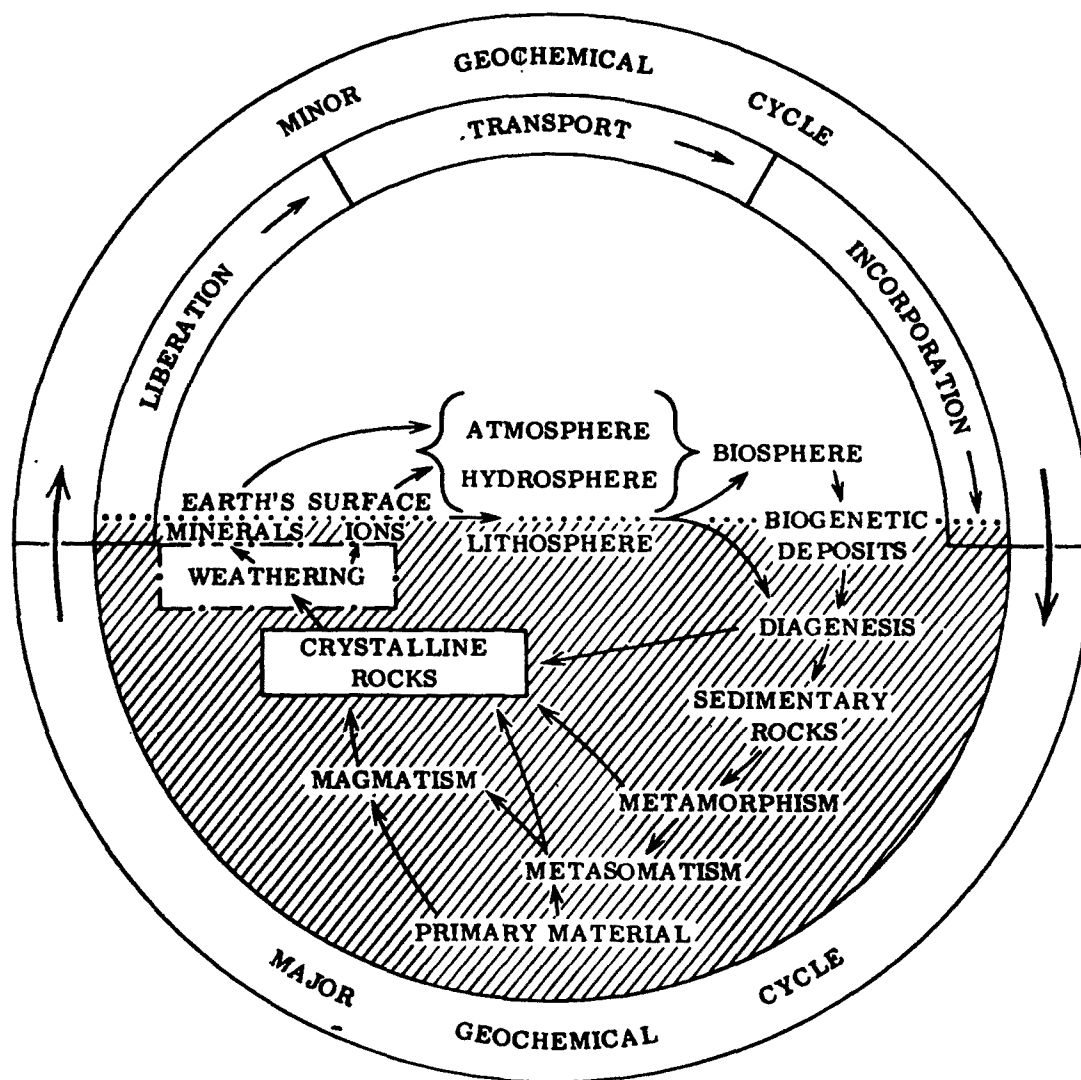 MINOR GEOCHEMICAL CYCLE
TRANSPORT
LIBERATION
INCORPORATION
ATMOSPHERE
HYDROSPHERE
BIOSPHERE
EARTH'S SURFACE
MINERALS IONS
LITHOSPHERE
BIOGENETIC
DEPOSITS
WEATHERING
DIAGENESIS
CRYSTALLINE
ROCKS
SEDIMENTARY
ROCKS
MAGMATISM
METAMORPHISM
METASOMATISM
PRIMARY MATERIAL
MAJOR GEOCHEMICAL CYCLE